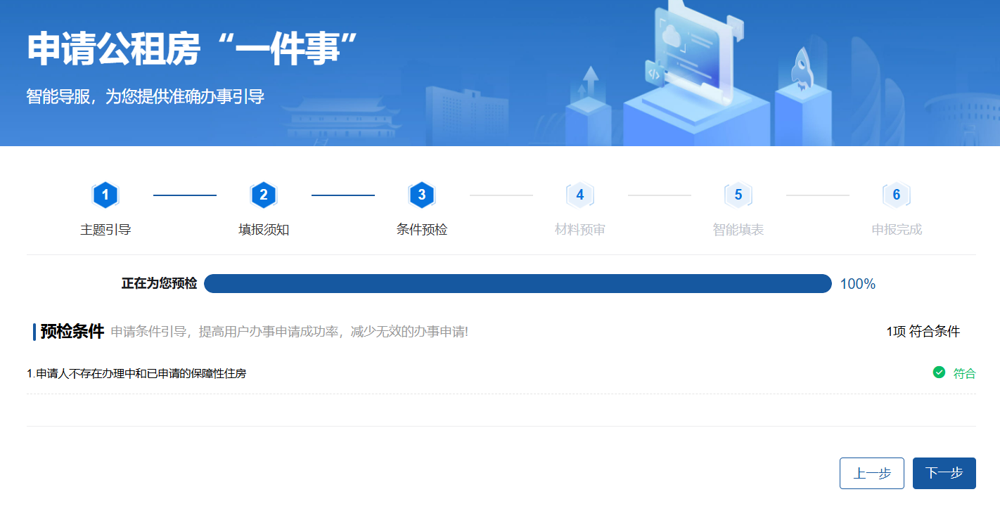 申请公租房“一件事”
智能导服，为您提供准确办事引导
1 2 3 4 5 6
主题引导 填报须知 条件预检 材料预审 智能填表 申报完成
正在为您预检 100%
预检条件 申请条件引导，提高用户办事申请成功率，减少无效的办事申请! 1项 符合条件
1.申请人不存在办理中和已申请的保障性住房 符合
上一步 下一步